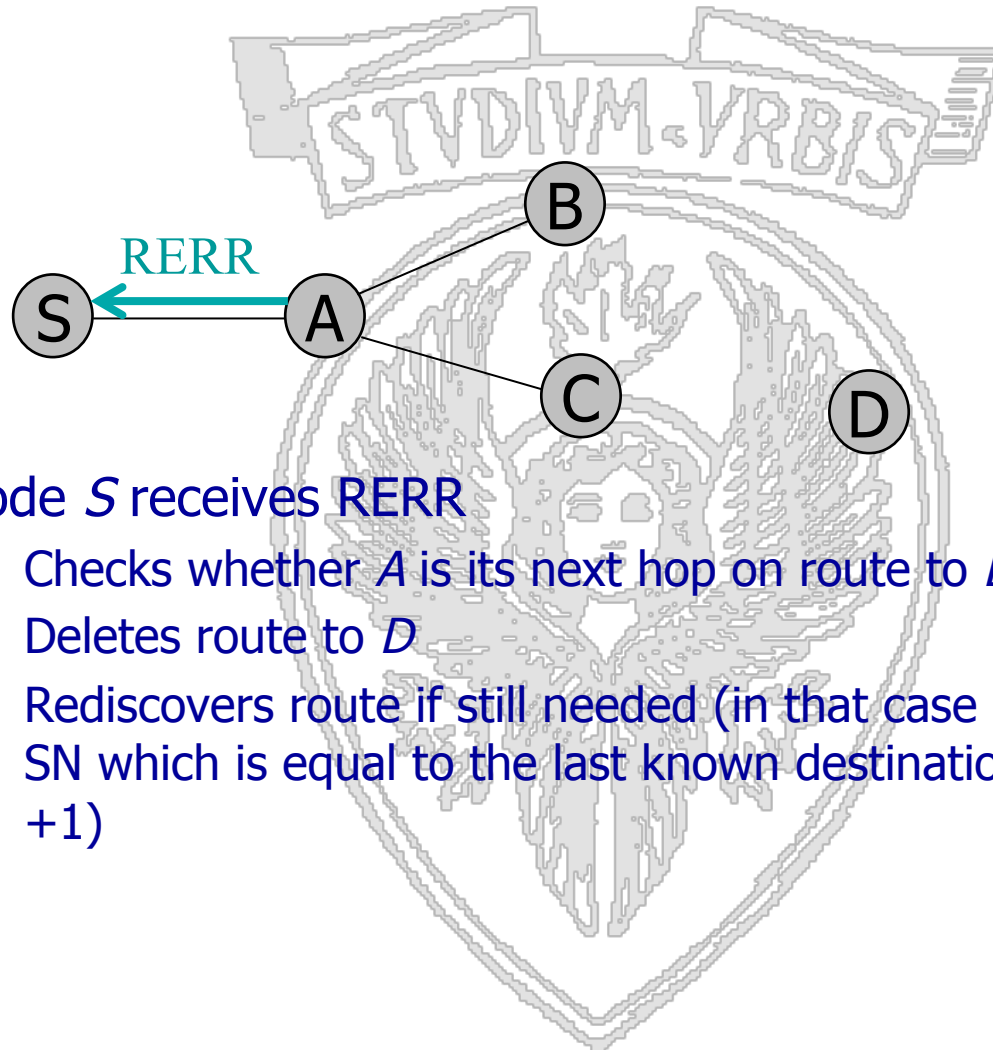 STVDIVM VRBIS
B
RERR
S A
C
D
ode S receives RERR
Checks whether A is its next hop on route to
Deletes route to D
Rediscovers route if still needed (in that case
SN which is equal to the last known destinatio
+1)